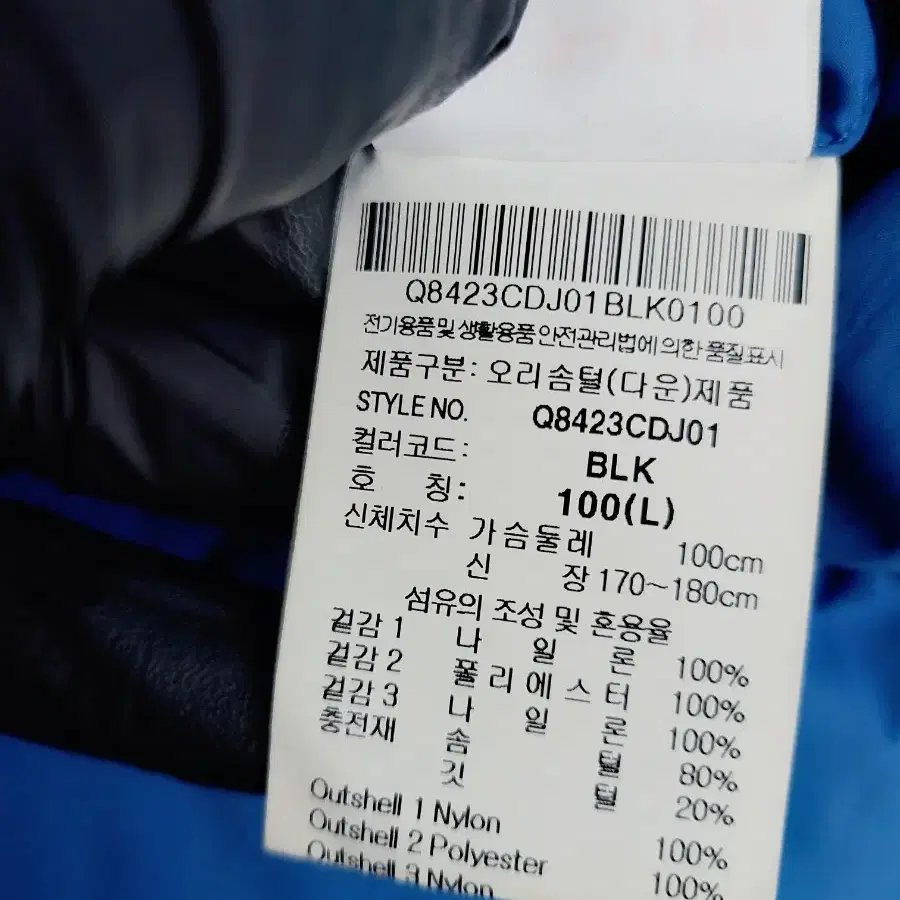 Q8423CDJ01BLK0100
전기용품및 생활용품 안전관리법에 의한 품질표시
제품구분: 오리솜털(다운)제품
STYLE NO. Q8423CDJ01
컬러코드: BLK
호 칭: 100(L)
신체치수 가슴둘레 100cm
신 장 170~180cm
섬유의 조성 및 혼용율
겉감 1 나 일 론 100%
겉감 2 폴리에스터 100%
겉감 3 나 일 론 100%
충전재 솜 털 80%
깃 털 20%
Outshell 1 Nylon 100%
Outshell 2 Polyester 100%
Outshell 3 Nylon